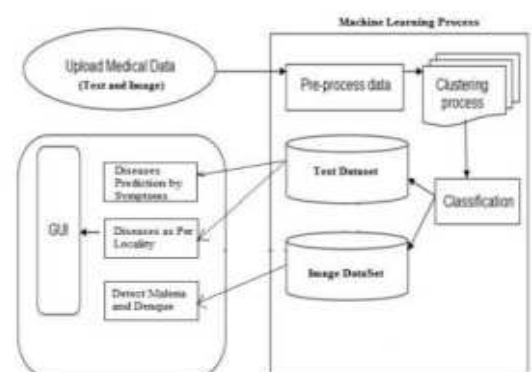 Machine Learning Process
Upload Medical Data
(Text and Image)
Pre-process data
Clustering
process
Diseases
Prediction by
Symptoms
Text Dataset
Classification
GUI
Diseases as Per
Locality
Image DataSet
Detect Maleria
and Dengue